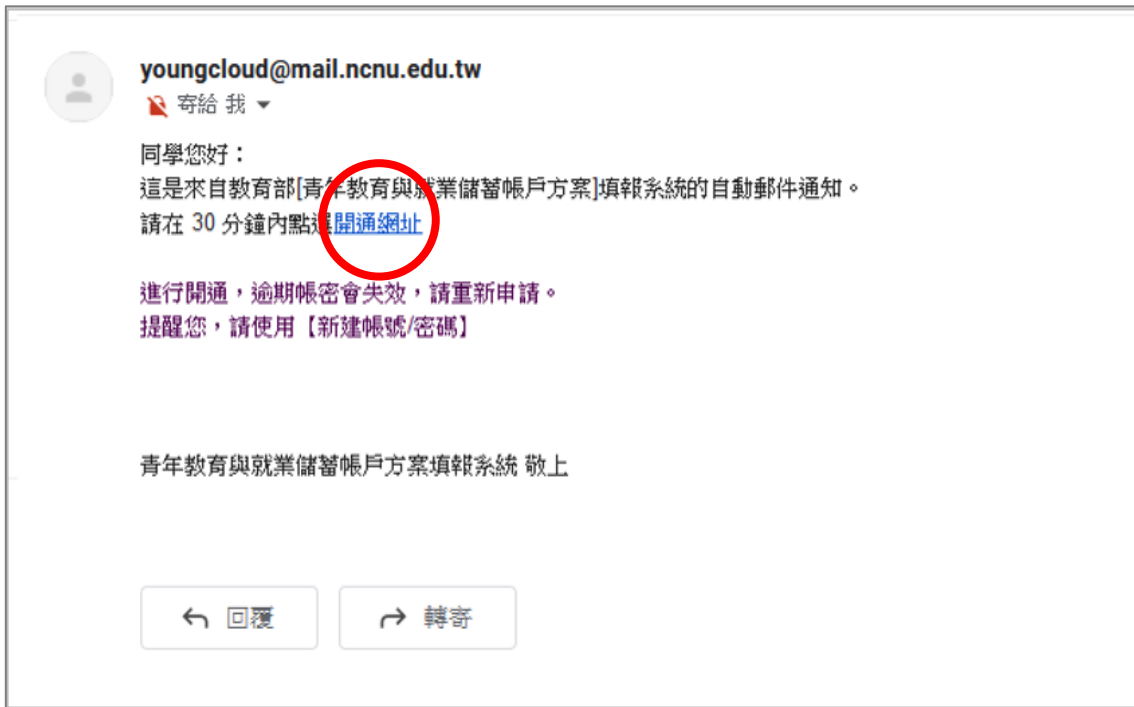 youngcloud@mail.ncnu.edu.tw
寄給 我
同學您好：
這是來自教育部[青年教育與就業儲蓄帳戶方案]填報系統的自動郵件通知。
請在 30 分鐘內點選開通網址
進行開通，逾期帳密會失效，請重新申請。
提醒您，請使用【新建帳號/密碼】
青年教育與就業儲蓄帳戶方案填報系統 敬上
回覆
轉寄